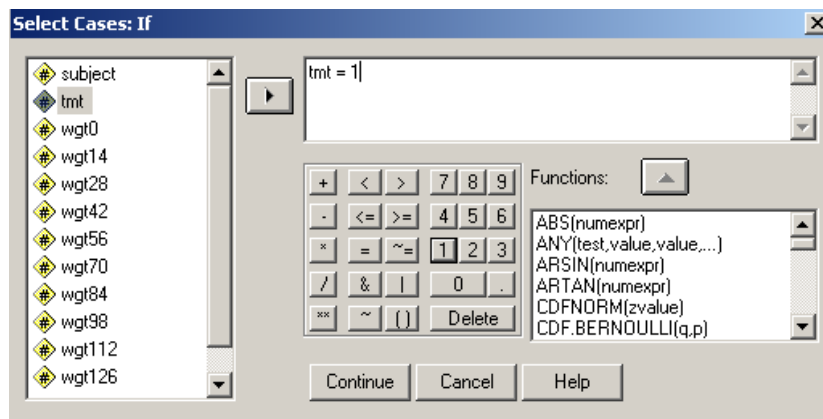 Select Cases: If
subject
tmt
wgt0
wgt14
wgt28
wgt42
wgt56
wgt70
wgt84
wgt98
wgt112
wgt126
tmt = 1
+ < > 7 8 9
- <= >= 4 5 6
* = ~= 1 2 3
/ & | 0 .
** ~ () Delete
Functions:
ABS(numexpr)
ANY(test,value,value,...)
ARSIN(numexpr)
ARTAN(numexpr)
CDFNORM(zvalue)
CDF.BERNOULLI(q,p)
Continue Cancel Help